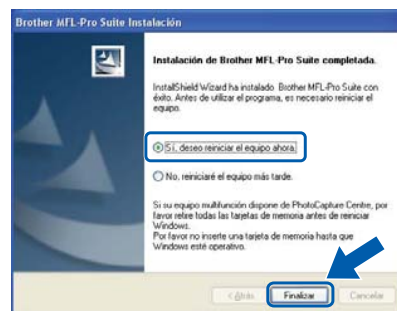 Brother MFL-Pro Suite Instalación
Instalación de Brother MFL-Pro Suite completada.
InstallShield Wizard ha instalado Brother MFL-Pro Suite con
éxito. Antes de utilizar el programa, es necesario reiniciar el
equipo.
Sí, deseo reiniciar el equipo ahora.
No, reiniciaré el equipo más tarde.
Si su equipo multifunción dispone de PhotoCapture Centre, por
favor retire todas las tarjetas de memoria antes de reiniciar
Windows.
Por favor no inserte una tarjeta de memoria hasta que
Windows esté operativo.
< Atrás
Finalizar
Cancelar